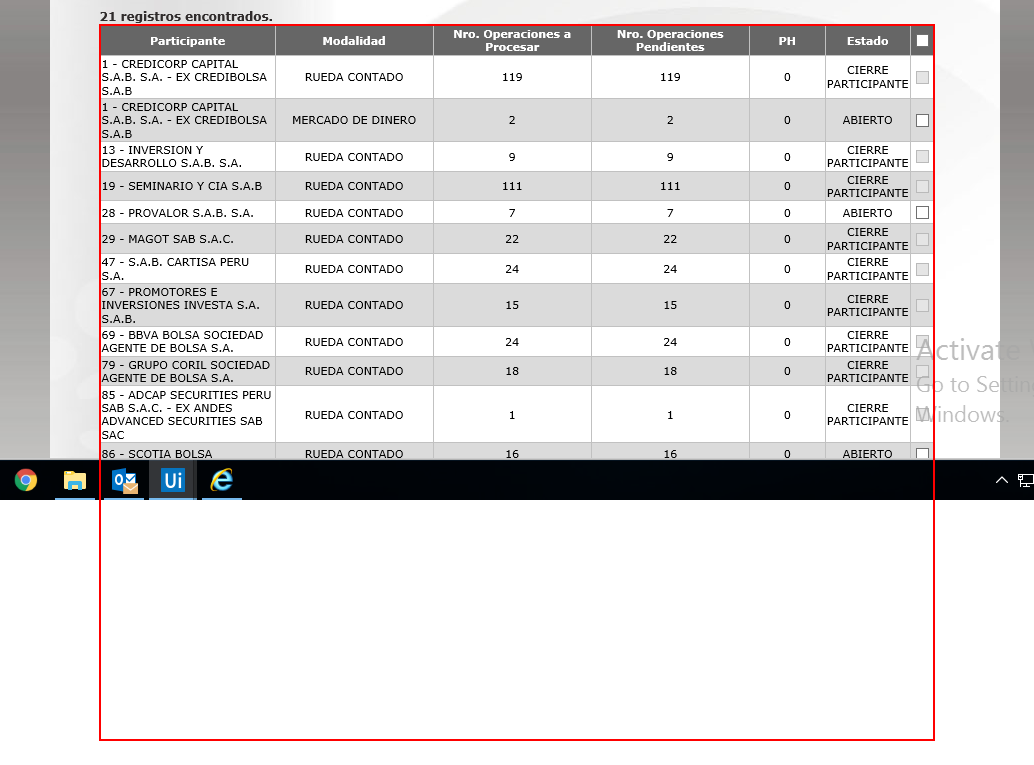 21 registros encontrados.
Participante Modalidad Nro. Operaciones a Procesar Nro. Operaciones Pendientes PH Estado
1 - CREDICORP CAPITAL
S.A.B. S.A. - EX CREDIBOLSA
S.A.B RUEDA CONTADO 119 119 0 CIERRE PARTICIPANTE
1 - CREDICORP CAPITAL
S.A.B. S.A. - EX CREDIBOLSA
S.A.B MERCADO DE DINERO 2 2 0 ABIERTO
13 - INVERSION Y
DESARROLLO S.A.B. S.A. RUEDA CONTADO 9 9 0 CIERRE PARTICIPANTE
19 - SEMINARIO Y CIA S.A.B RUEDA CONTADO 111 111 0 CIERRE PARTICIPANTE
28 - PROVALOR S.A.B. S.A. RUEDA CONTADO 7 7 0 ABIERTO
29 - MAGOT SAB S.A.C. RUEDA CONTADO 22 22 0 CIERRE PARTICIPANTE
47 - S.A.B. CARTISA PERU
S.A. RUEDA CONTADO 24 24 0 CIERRE PARTICIPANTE
67 - PROMOTORES E
INVERSIONES INVESTA S.A.
S.A.B. RUEDA CONTADO 15 15 0 CIERRE PARTICIPANTE
69 - BBVA BOLSA SOCIEDAD
AGENTE DE BOLSA S.A. RUEDA CONTADO 24 24 0 CIERRE PARTICIPANTE
79 - GRUPO CORIL SOCIEDAD
AGENTE DE BOLSA S.A. RUEDA CONTADO 18 18 0 CIERRE PARTICIPANTE
85 - ADCAP SECURITIES PERU
SAB S.A.C. - EX ANDES
ADVANCED SECURITIES SAB
SAC RUEDA CONTADO 1 1 0 CIERRE PARTICIPANTE
86 - SCOTIA BOLSA RUEDA CONTADO 16 16 0 ABIERTO
Activate
Go to Settin
Windows.
Ui